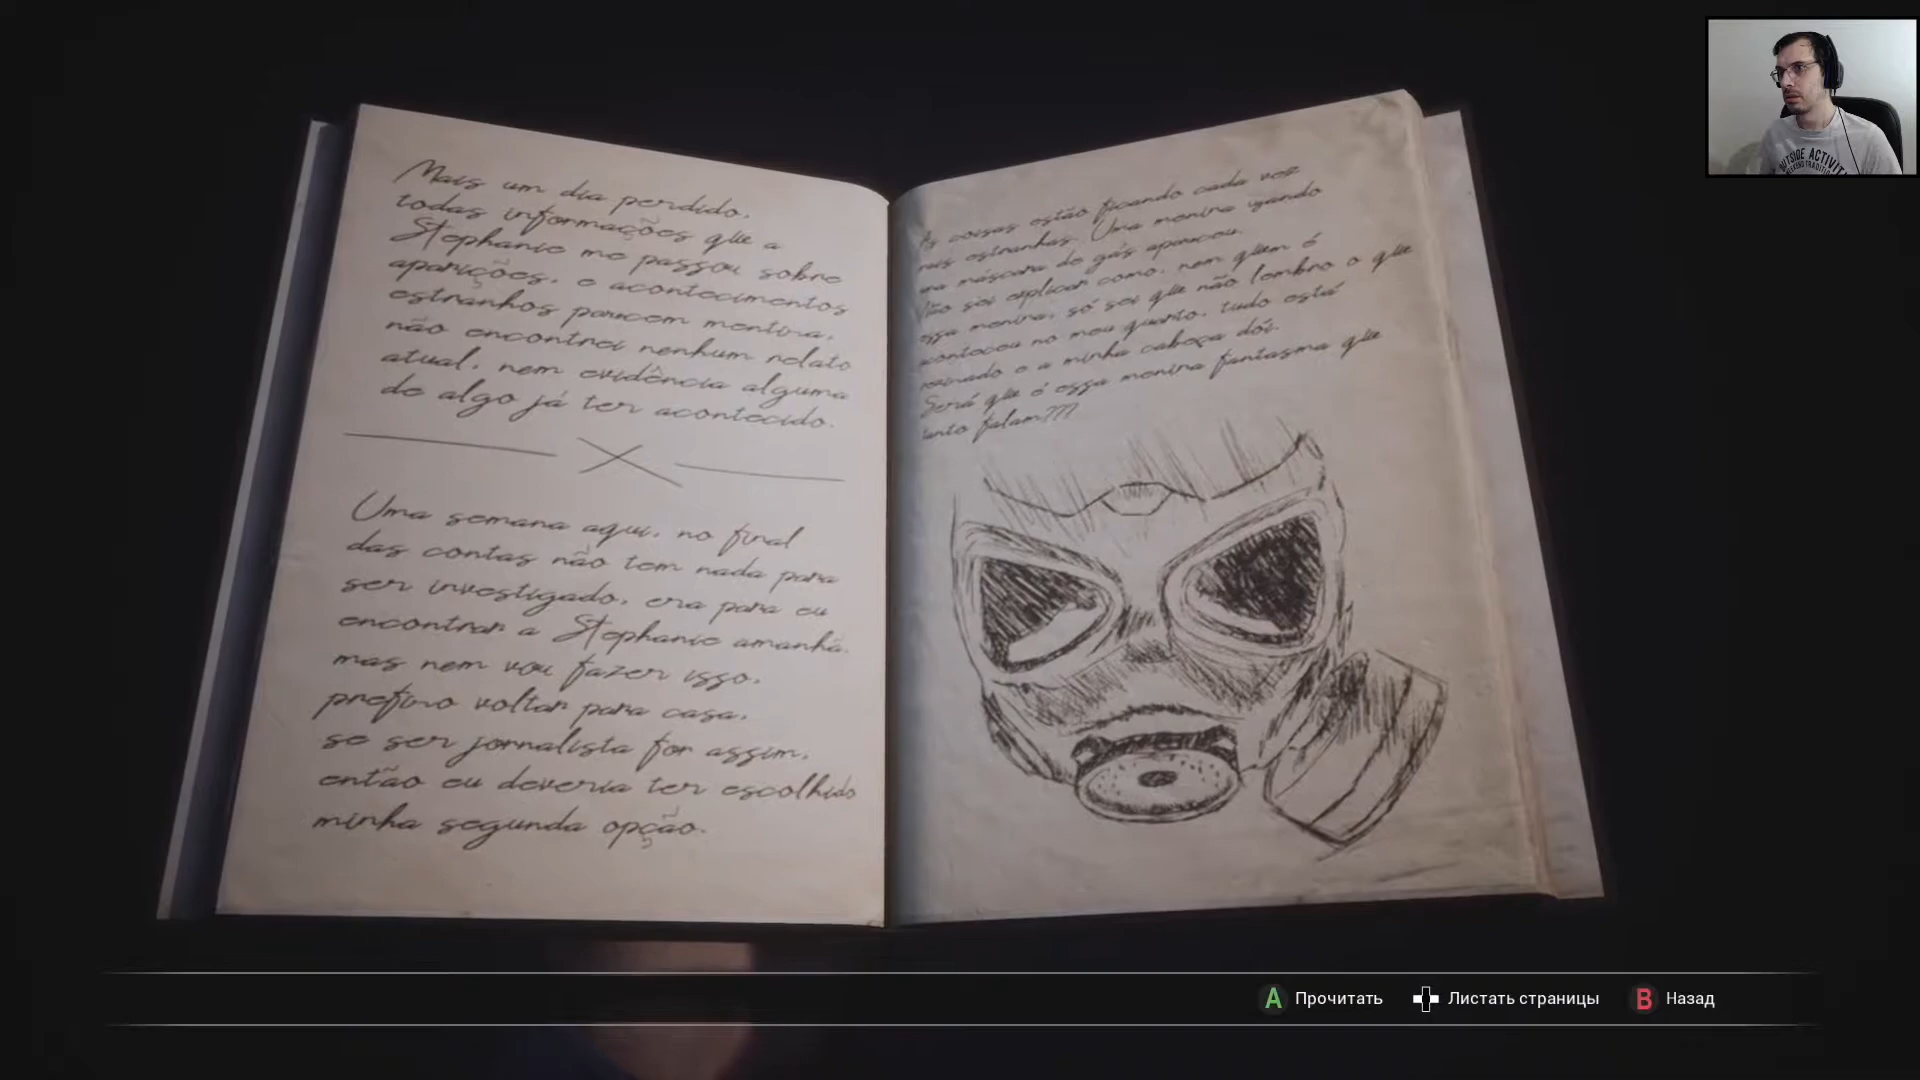 Mais um dia perdido,
todas informações que a
Stephanie me passou sobre
aparições, e acontecimentos
estranhos parecem mentira,
não encontrei nenhum relato
atual, nem evidência alguma
de algo já ter acontecido.
Uma semana aqui, no final
das contas não tem nada para
ser investigado, era para eu
encontrar a Stephanie amanhã,
mas nem vou fazer isso,
prefiro voltar para casa,
se ser jornalista for assim,
então eu deveria ter escolhido
minha segunda opção.
As coisas estão ficando cada vez
mais estranhas. Uma menina usando
uma máscara de gás apareceu.
Não sei explicar como, nem quem é
essa menina, só sei que não lembro o que
aconteceu no meu quarto, tudo está
revirado e a minha cabeça dói.
Será que é essa menina fantasma que
tanto falam???
OUTSIDE ACTIVIT
WEEKEND TRADITION
A Прочитать
Листать страницы
B Назад